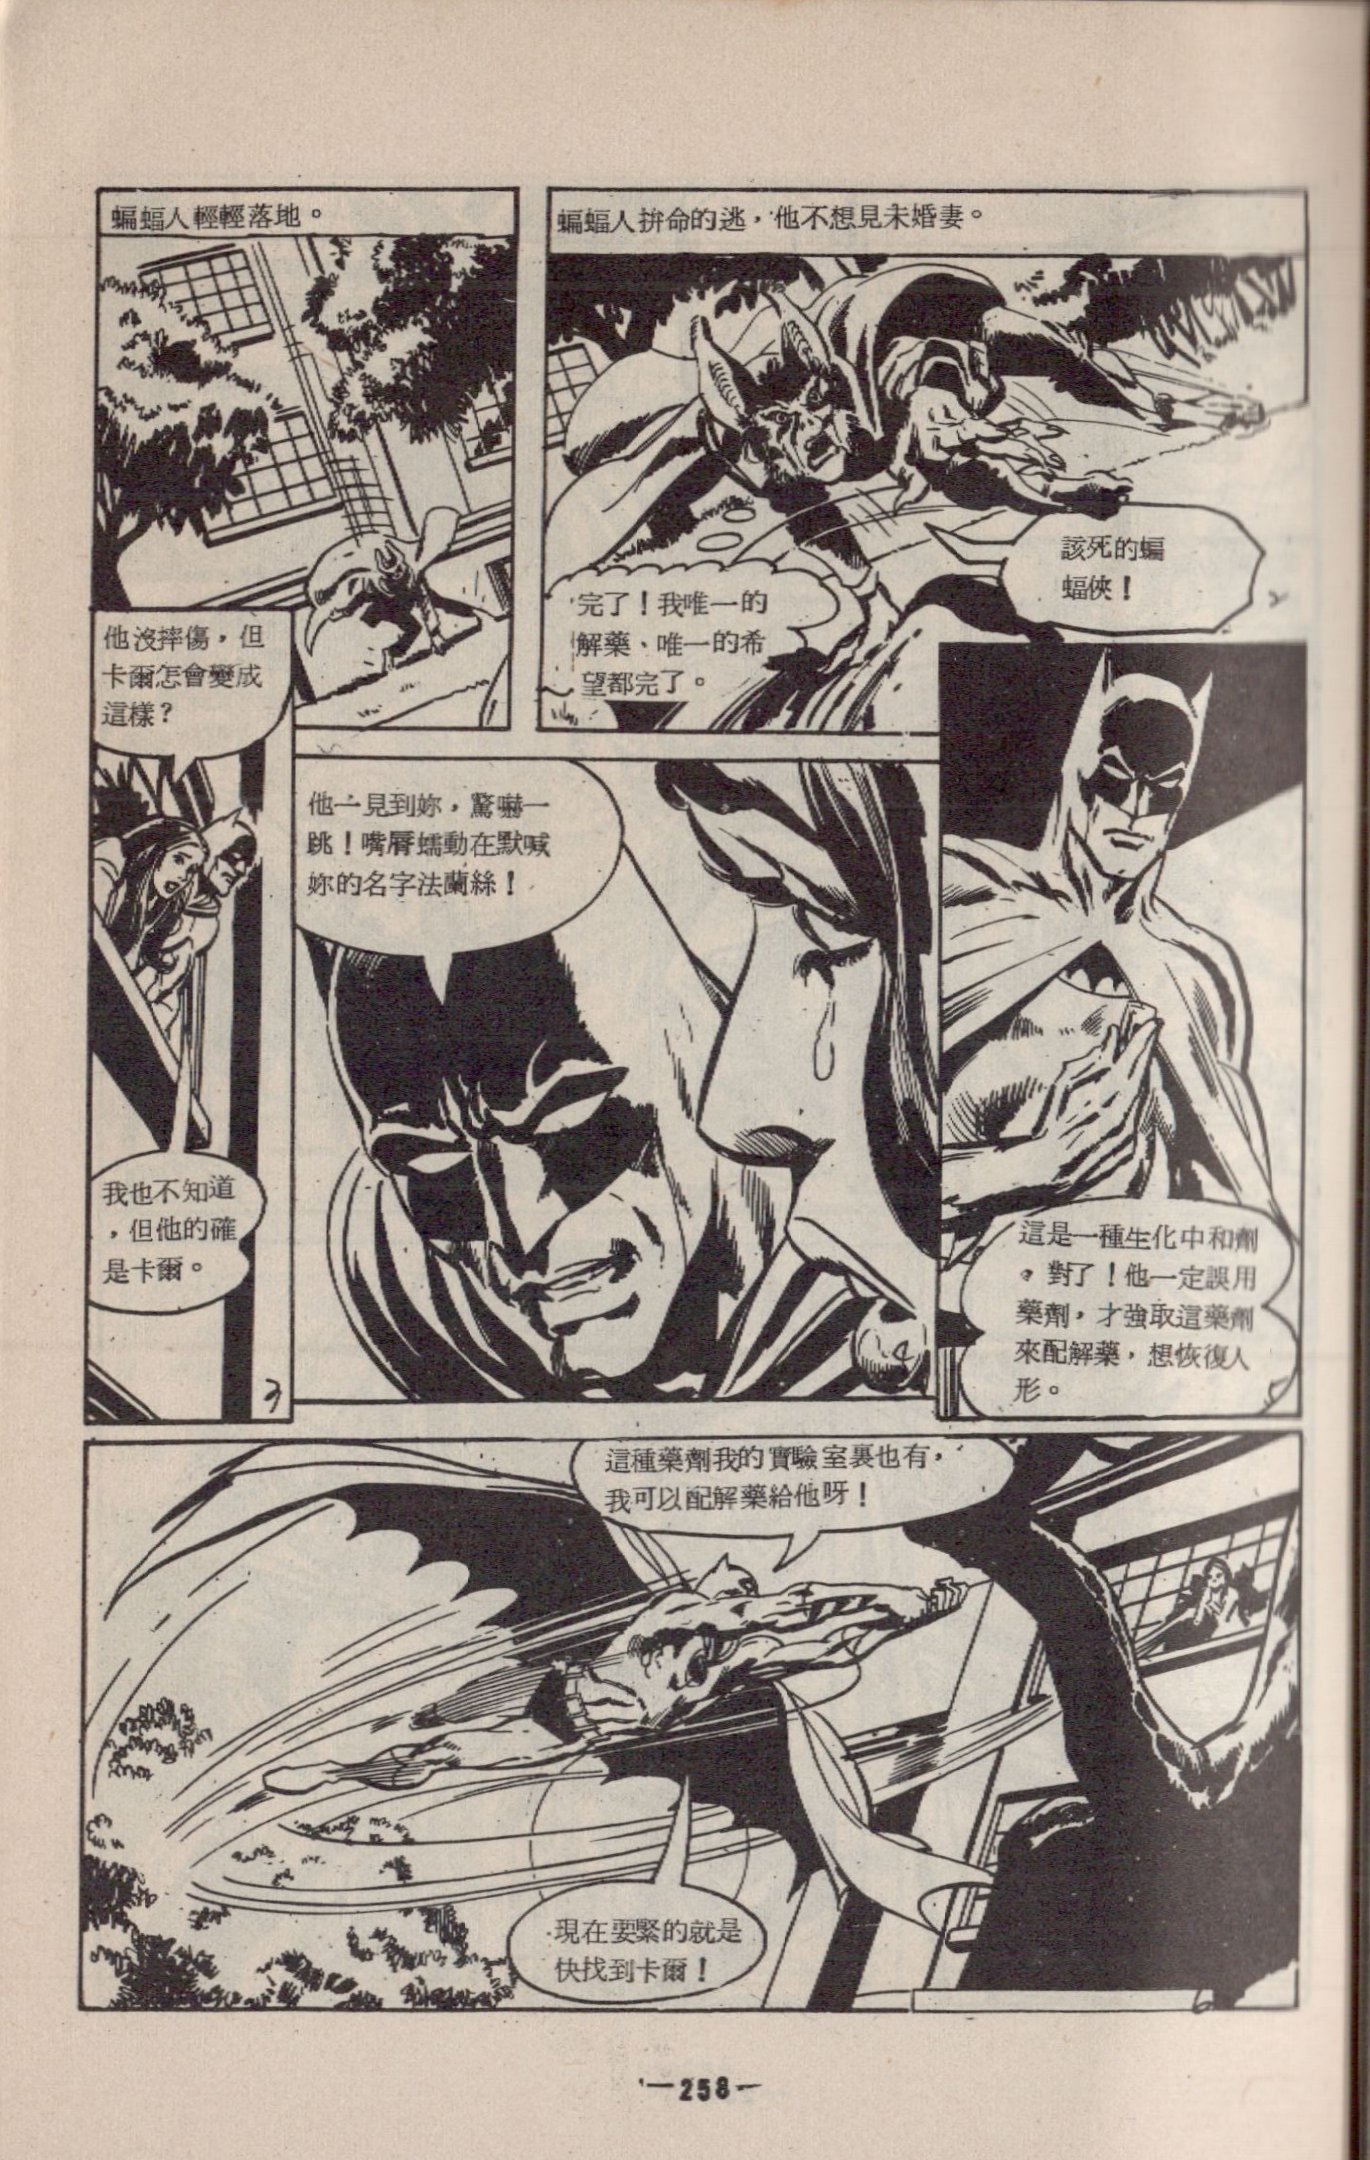 蝙蝠人輕輕落地。
蝙蝠人拚命的逃，他不想見未婚妻。
完了！我唯一的
解藥、唯一的希
望都完了。
該死的蝙
蝠俠！
2
他沒摔傷，但
卡爾怎會變成
這樣？
我也不知道
，但他的確
是卡爾。
3
他一見到妳，驚嚇一
跳！嘴唇蠕動在默喊
妳的名字法蘭絲！
4
這是一種生化中和劑
。對了！他一定誤用
藥劑，才強取這藥劑
來配解藥，想恢復人
形。
這種藥劑我的實驗室裏也有，
我可以配解藥給他呀！
現在要緊的就是
快找到卡爾！
6
—258—